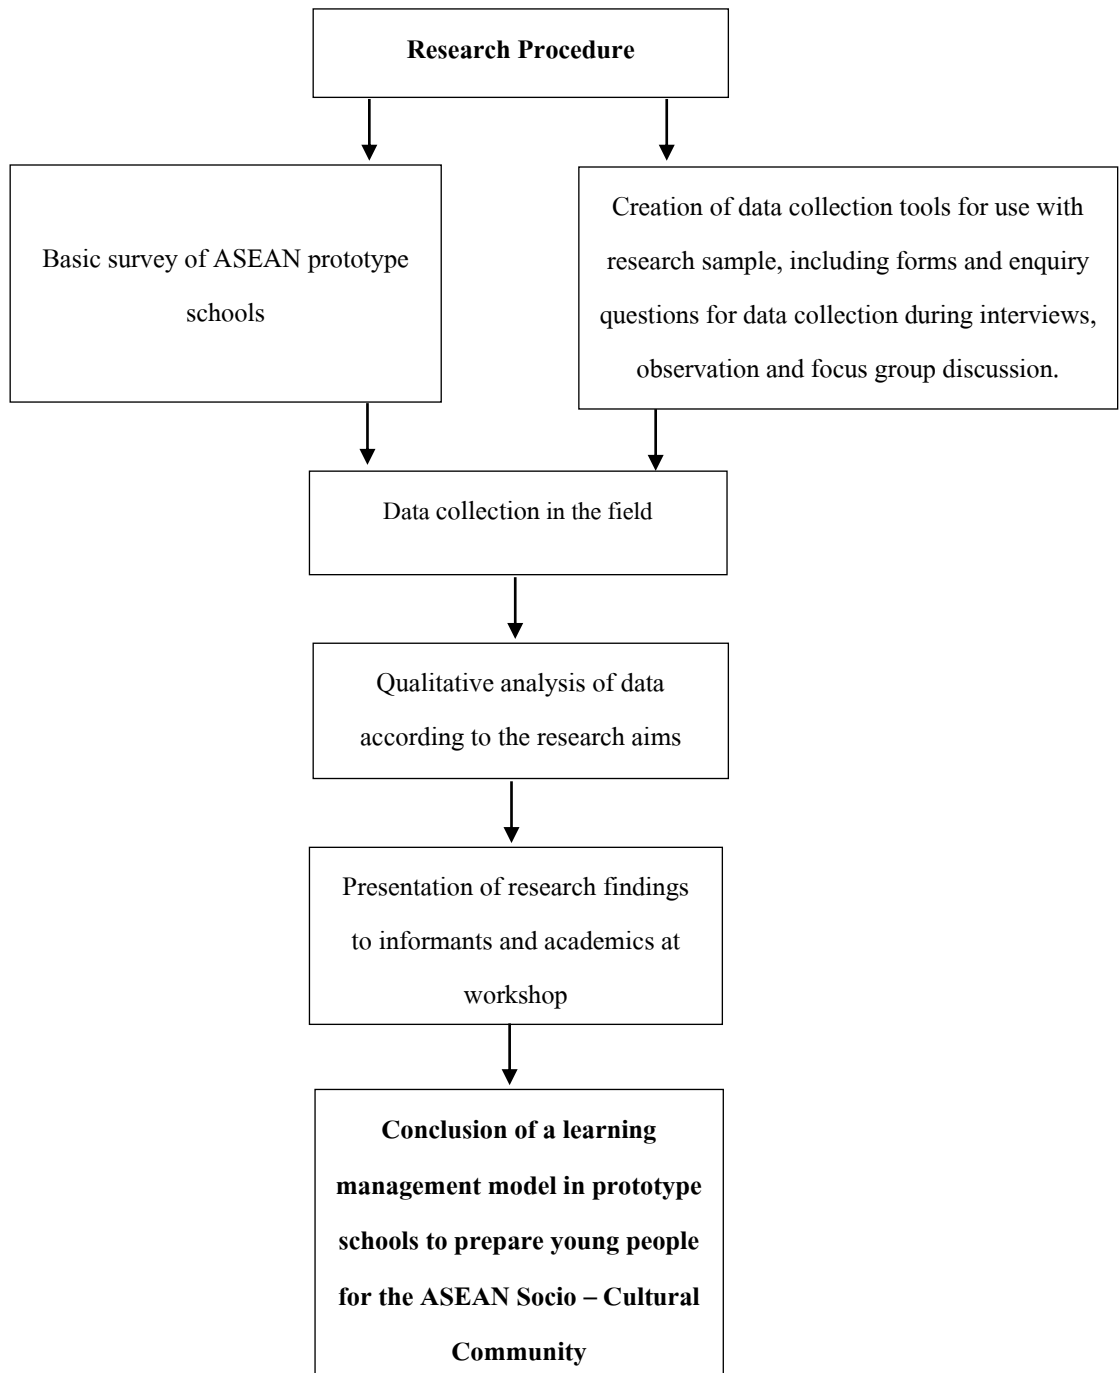 Research Procedure
Basic survey of ASEAN prototype
schools
Creation of data collection tools for use with
research sample, including forms and enquiry
questions for data collection during interviews,
observation and focus group discussion.
Data collection in the field
Qualitative analysis of data
according to the research aims
Presentation of research findings
to informants and academics at
workshop
Conclusion of a learning
management model in prototype
schools to prepare young people
for the ASEAN Socio – Cultural
Community